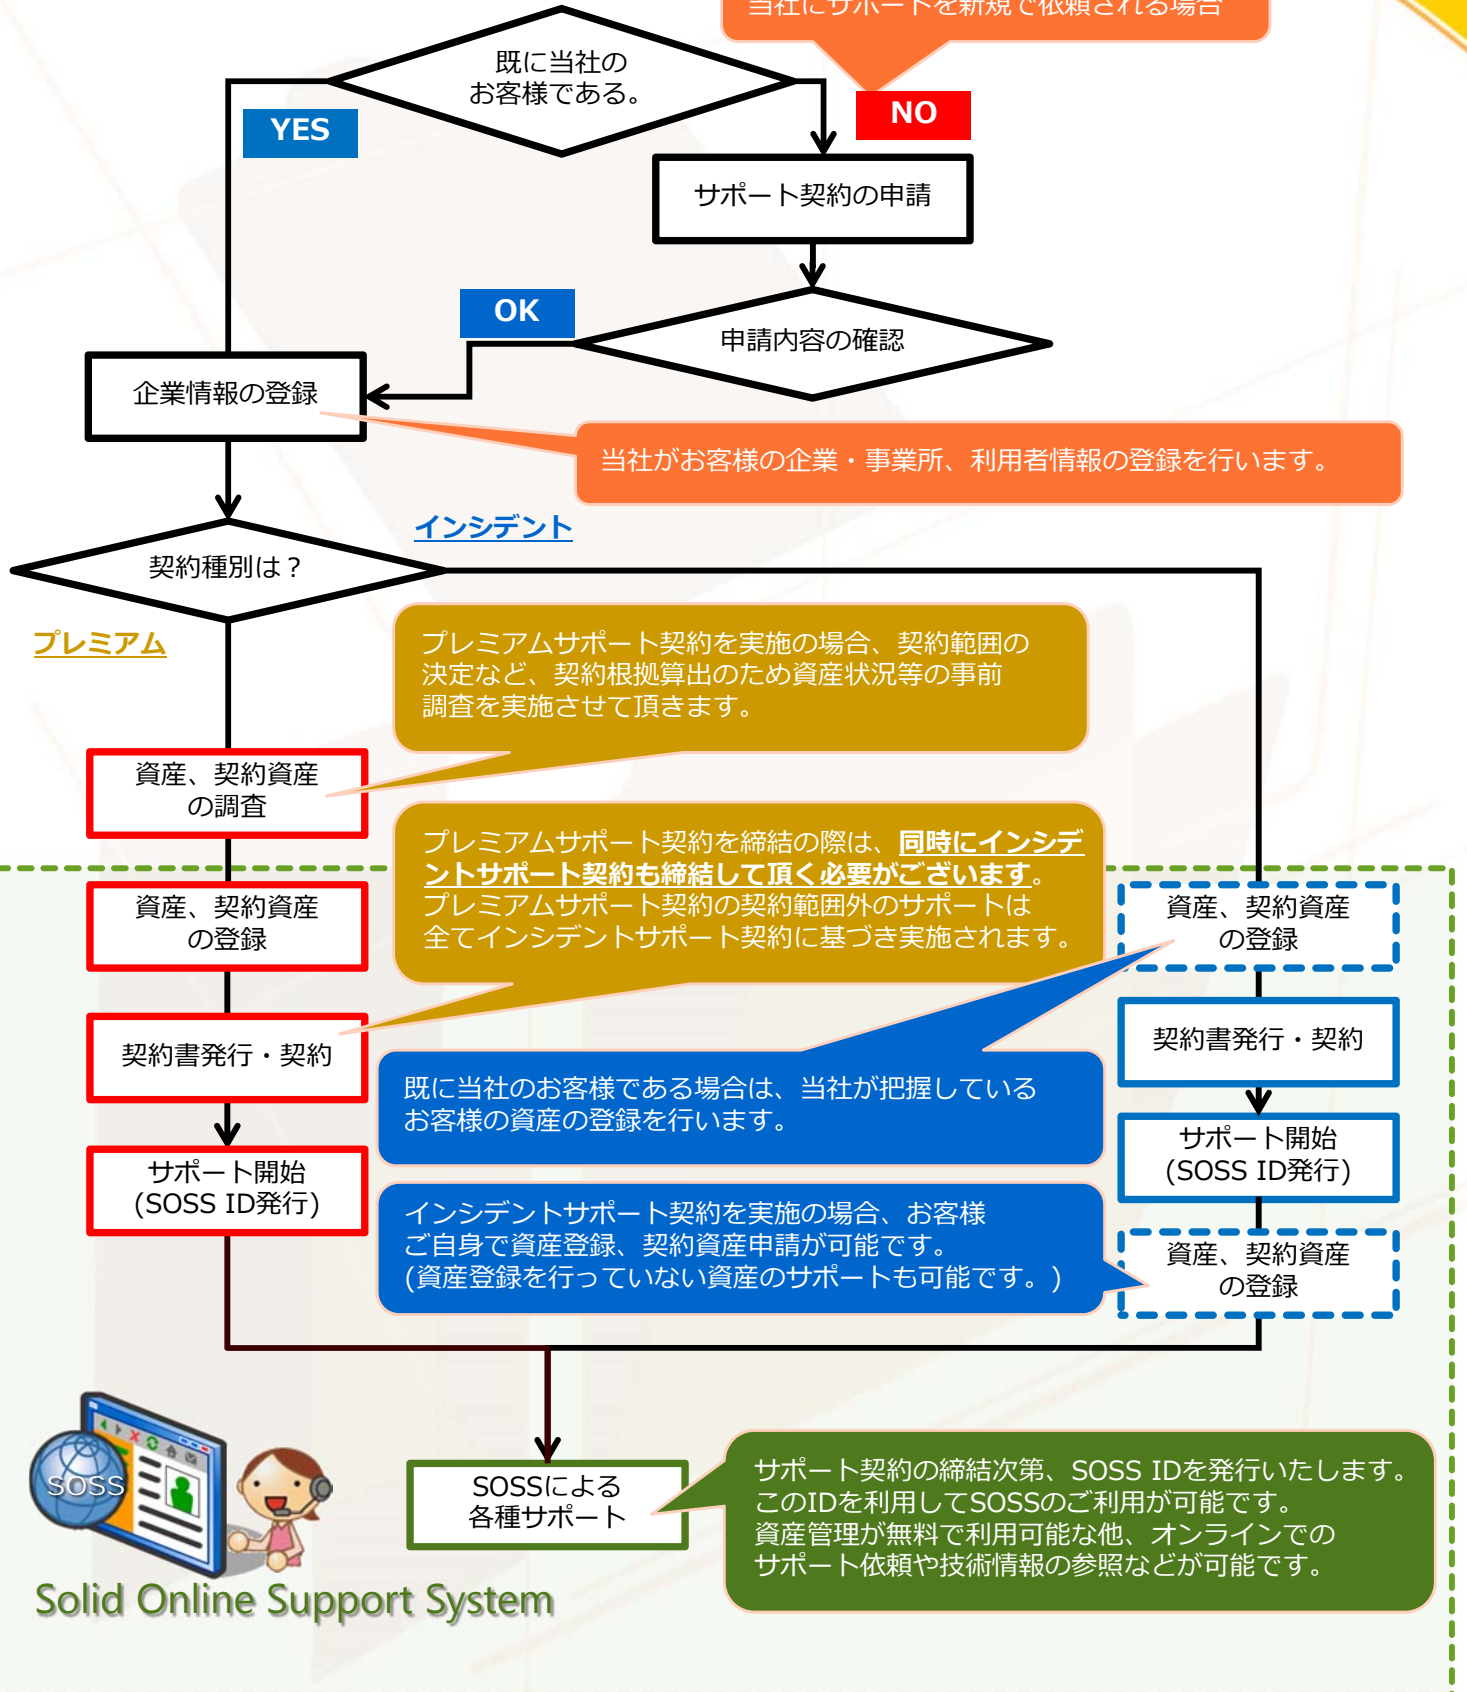 当社にサポートを新規で依頼される場合
既に当社の
お客様である。
YES
NO
サポート契約の申請
OK
申請内容の確認
企業情報の登録
当社がお客様の企業・事業所、利用者情報の登録を行います。
インシデント
契約種別は？
プレミアム
プレミアムサポート契約を実施の場合、契約範囲の
決定など、契約根拠算出のため資産状況等の事前
調査を実施させて頂きます。
資産、契約資産
の調査
プレミアムサポート契約を締結の際は、同時にインシデ
ントサポート契約も締結して頂く必要がございます。
プレミアムサポート契約の契約範囲外のサポートは
全てインシデントサポート契約に基づき実施されます。
資産、契約資産
の登録
資産、契約資産
の登録
契約書発行・契約
契約書発行・契約
既に当社のお客様である場合は、当社が把握している
お客様の資産の登録を行います。
サポート開始
(SOSS ID発行)
サポート開始
(SOSS ID発行)
インシデントサポート契約を実施の場合、お客様
ご自身で資産登録、契約資産申請が可能です。
(資産登録を行っていない資産のサポートも可能です。)
資産、契約資産
の登録
SOSS
SOSSによる
各種サポート
サポート契約の締結次第、SOSS IDを発行いたします。
このIDを利用してSOSSのご利用が可能です。
資産管理が無料で利用可能な他、オンラインでの
サポート依頼や技術情報の参照などが可能です。
Solid Online Support System